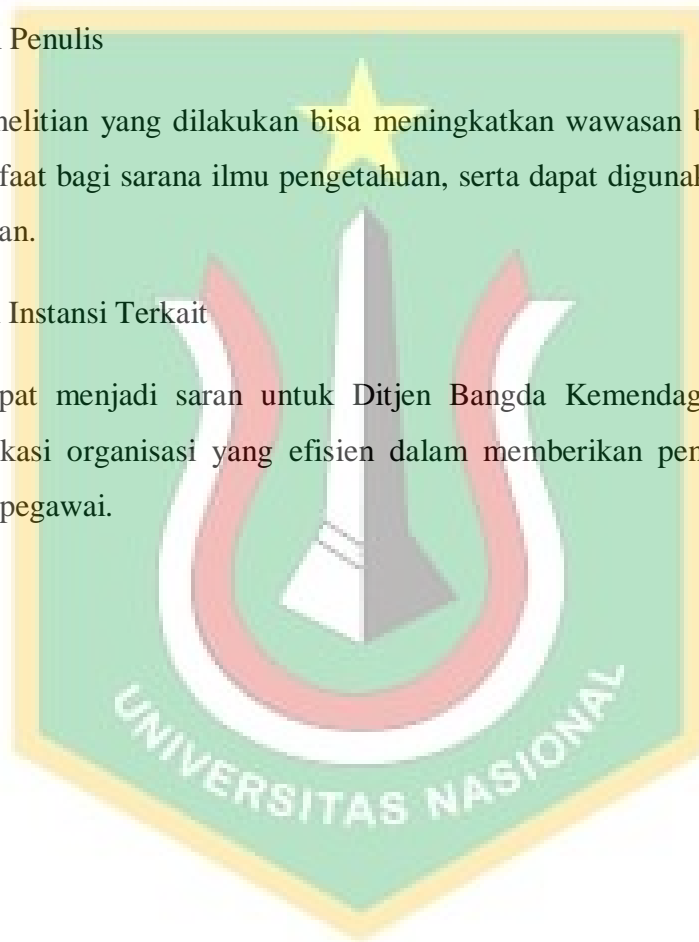 Penulis
nelitian yang dilakukan bisa meningkatkan wawasan b
faat bagi sarana ilmu pengetahuan, serta dapat digunal
an.
Instansi Terkait
pat menjadi saran untuk Ditjen Bangda Kemendag
kasi organisasi yang efisien dalam memberikan pen
pegawai.
UNIVERSITAS NASIONAL